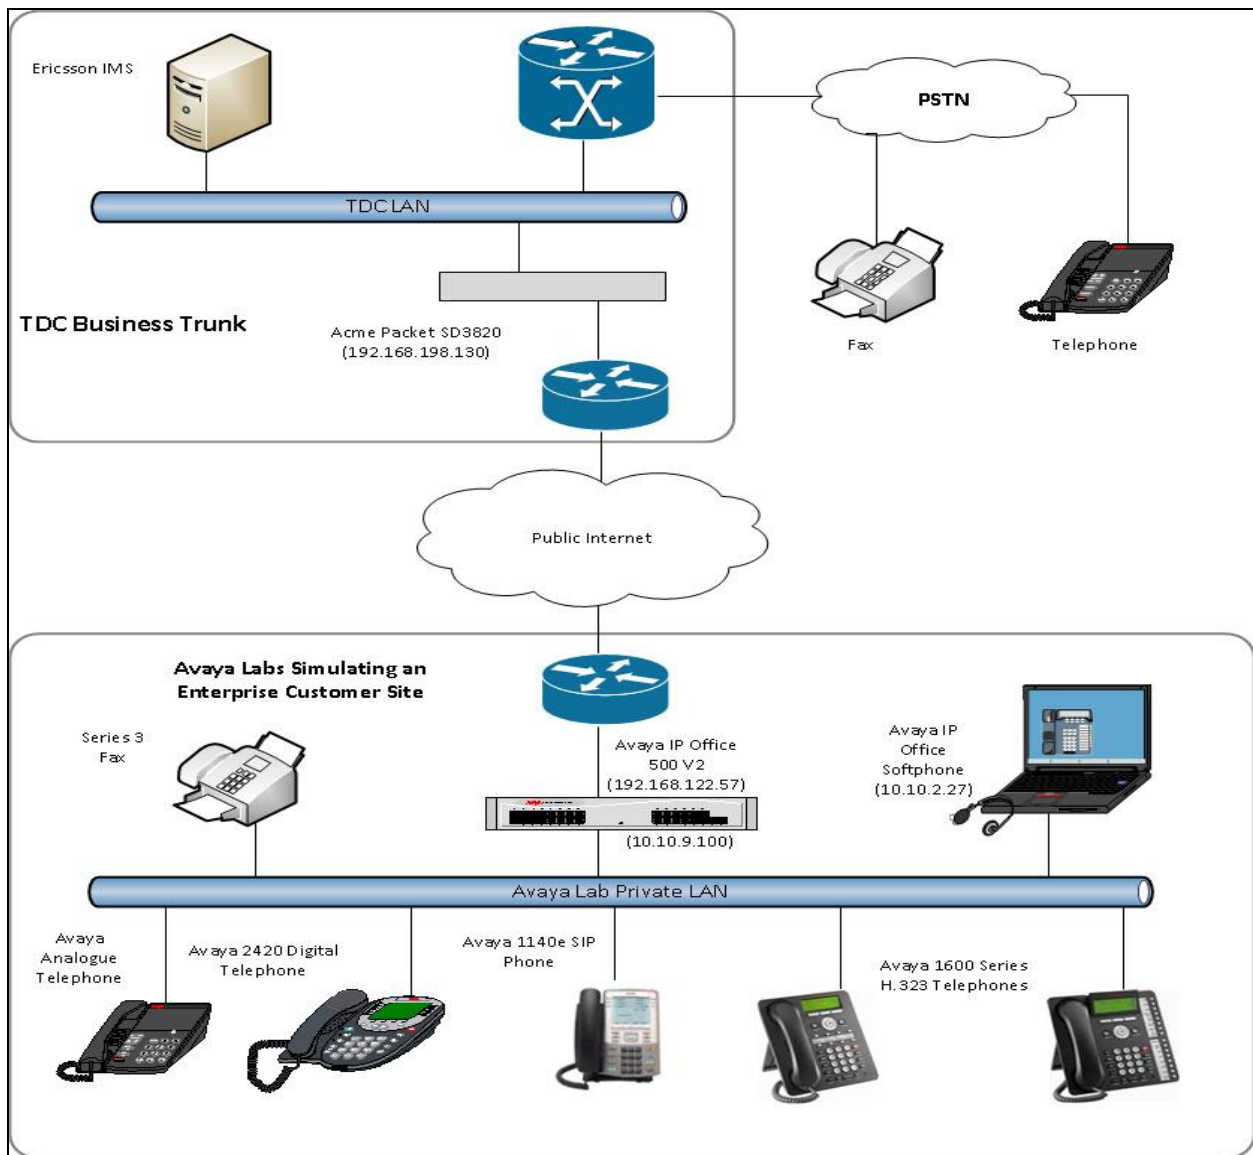 Ericsson IMS
PSTN
TDC LAN
TDC Business Trunk
Acme Packet SD3820
(192.168.198.130)
Fax
Telephone
Public Internet
Avaya Labs Simulating an
Enterprise Customer Site
Series 3
Fax
Avaya IP Office
500 V2
(192.168.122.57)
(10.10.9.100)
Avaya IP
Office
Softphone
(10.10.2.27)
Avaya Lab Private LAN
Avaya
Analogue
Telephone
Avaya 2420 Digital
Telephone
Avaya 1140e SIP
Phone
Avaya 1600 Series
H.323 Telephones